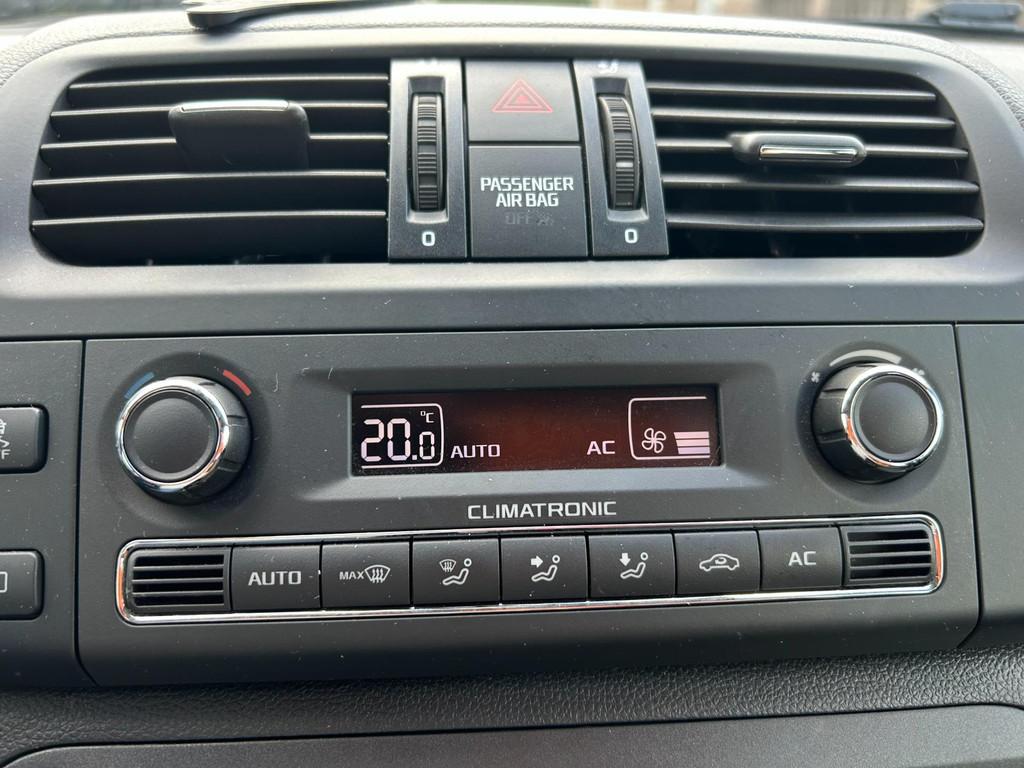 PASSENGER
AIR BAG
OFF
0
0
20.0 °C
AUTO
AC
CLIMATRONIC
AUTO
MAX
AC